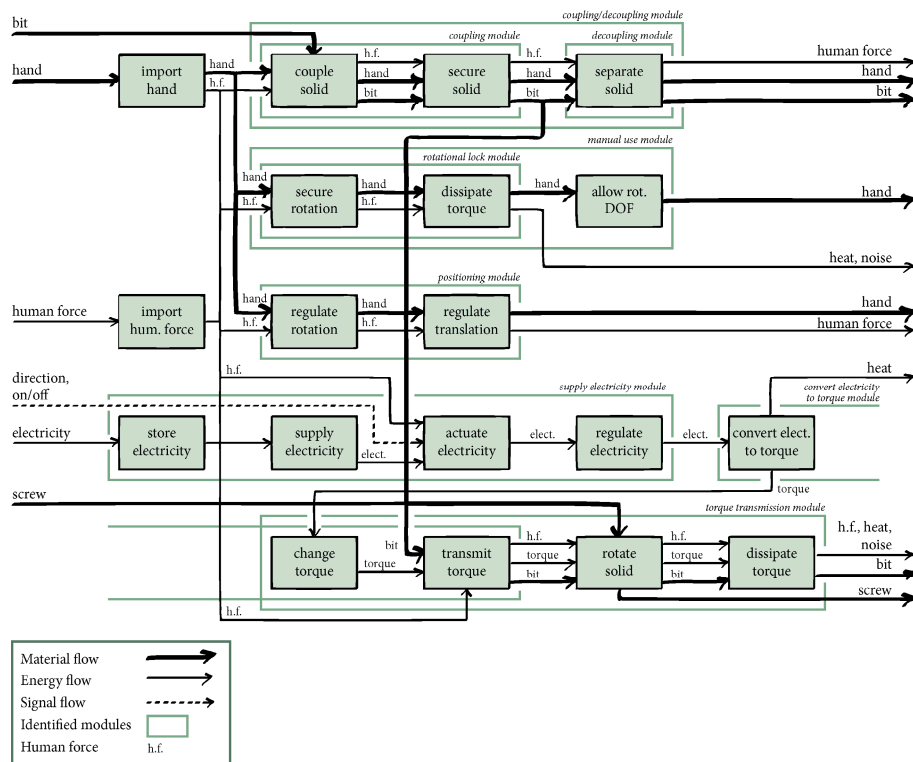 coupling/decoupling module
bit
coupling module
decoupling module
h.f.
h.f.
human force
hand
import
hand
hand
h.f.
couple
solid
hand
bit
secure
solid
hand
bit
separate
solid
hand
bit
manual use module
rotational lock module
hand
h.f.
secure
rotation
hand
h.f.
dissipate
torque
hand
allow rot.
DOF
hand
heat, noise
positioning module
human force
import
hum. force
hand
h.f.
regulate
rotation
hand
h.f.
regulate
translation
hand
human force
h.f.
heat
direction,
on/off
supply electricity module
convert electricity
to torque module
electricity
store
electricity
supply
electricity
elect.
actuate
electricity
elect.
regulate
electricity
elect.
convert elect.
to torque
torque
screw
torque transmission module
change
torque
bit
torque
transmit
torque
h.f.
torque
bit
rotate
solid
h.f.
torque
bit
dissipate
torque
h.f., heat,
noise
bit
screw
h.f.
Material flow
Energy flow
Signal flow
Identified modules
Human force h.f.